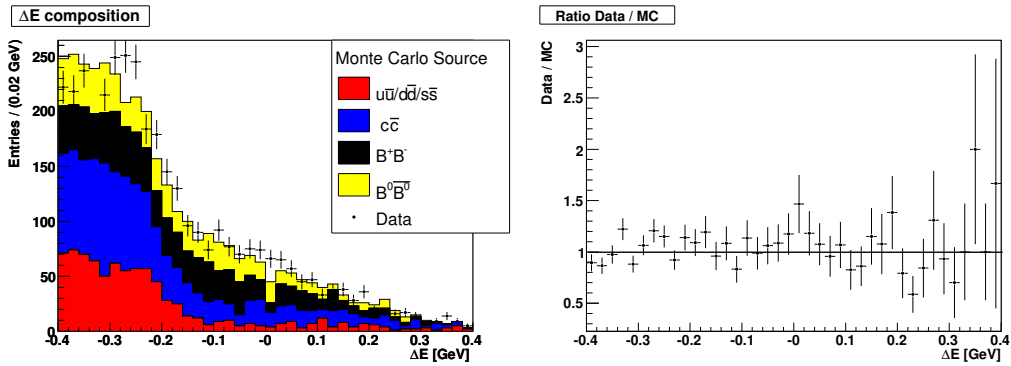 ΔE composition
Entries / (0.02 GeV)
250
200
150
100
50
0
-0.4 -0.3 -0.2 -0.1 -0 0.1 0.2 0.3 0.4
ΔE [GeV]
Monte Carlo Source
uū/dd̄/ss̄
cc̄
B⁺B⁻
B⁰B̅⁰
Data
Ratio Data / MC
Data / MC
3
2.5
2
1.5
1
0.5
-0.4 -0.3 -0.2 -0.1 -0 0.1 0.2 0.3 0.4
ΔE [GeV]